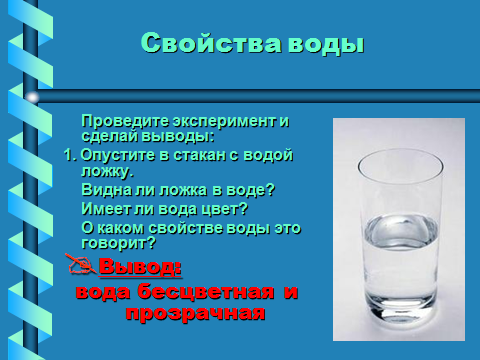 Свойства воды
Проведите эксперимент и
сделай выводы:
1. Опустите в стакан с водой
ложку.
Видна ли ложка в воде?
Имеет ли вода цвет?
О каком свойстве воды это
говорит?
Вывод:
вода бесцветная и
прозрачная